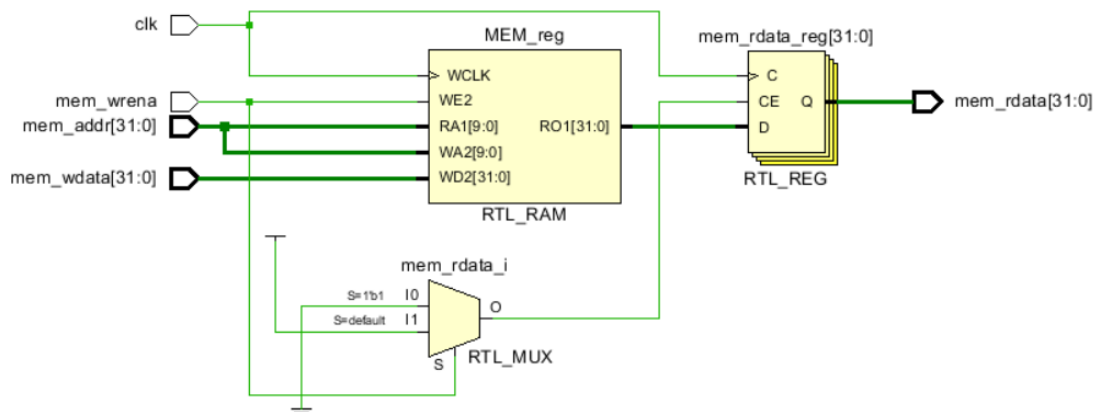 clk
MEM_reg
mem_rdata_reg[31:0]
WCLK
C
mem_wrena
WE2
CE
Q
mem_rdata[31:0]
mem_addr[31:0]
RA1[9:0]
RO1[31:0]
D
WA2[9:0]
mem_wdata[31:0]
WD2[31:0]
RTL_REG
RTL_RAM
mem_rdata_i
S=1'b1
I0
O
S=default
I1
S
RTL_MUX